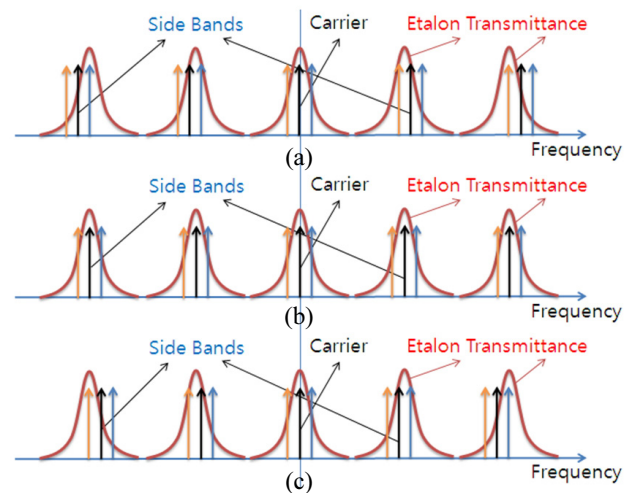 Side Bands Carrier Etalon Transmittance
Frequency
(a)
Side Bands Carrier Etalon Transmittance
Frequency
(b)
Side Bands Carrier Etalon Transmittance
Frequency
(c)